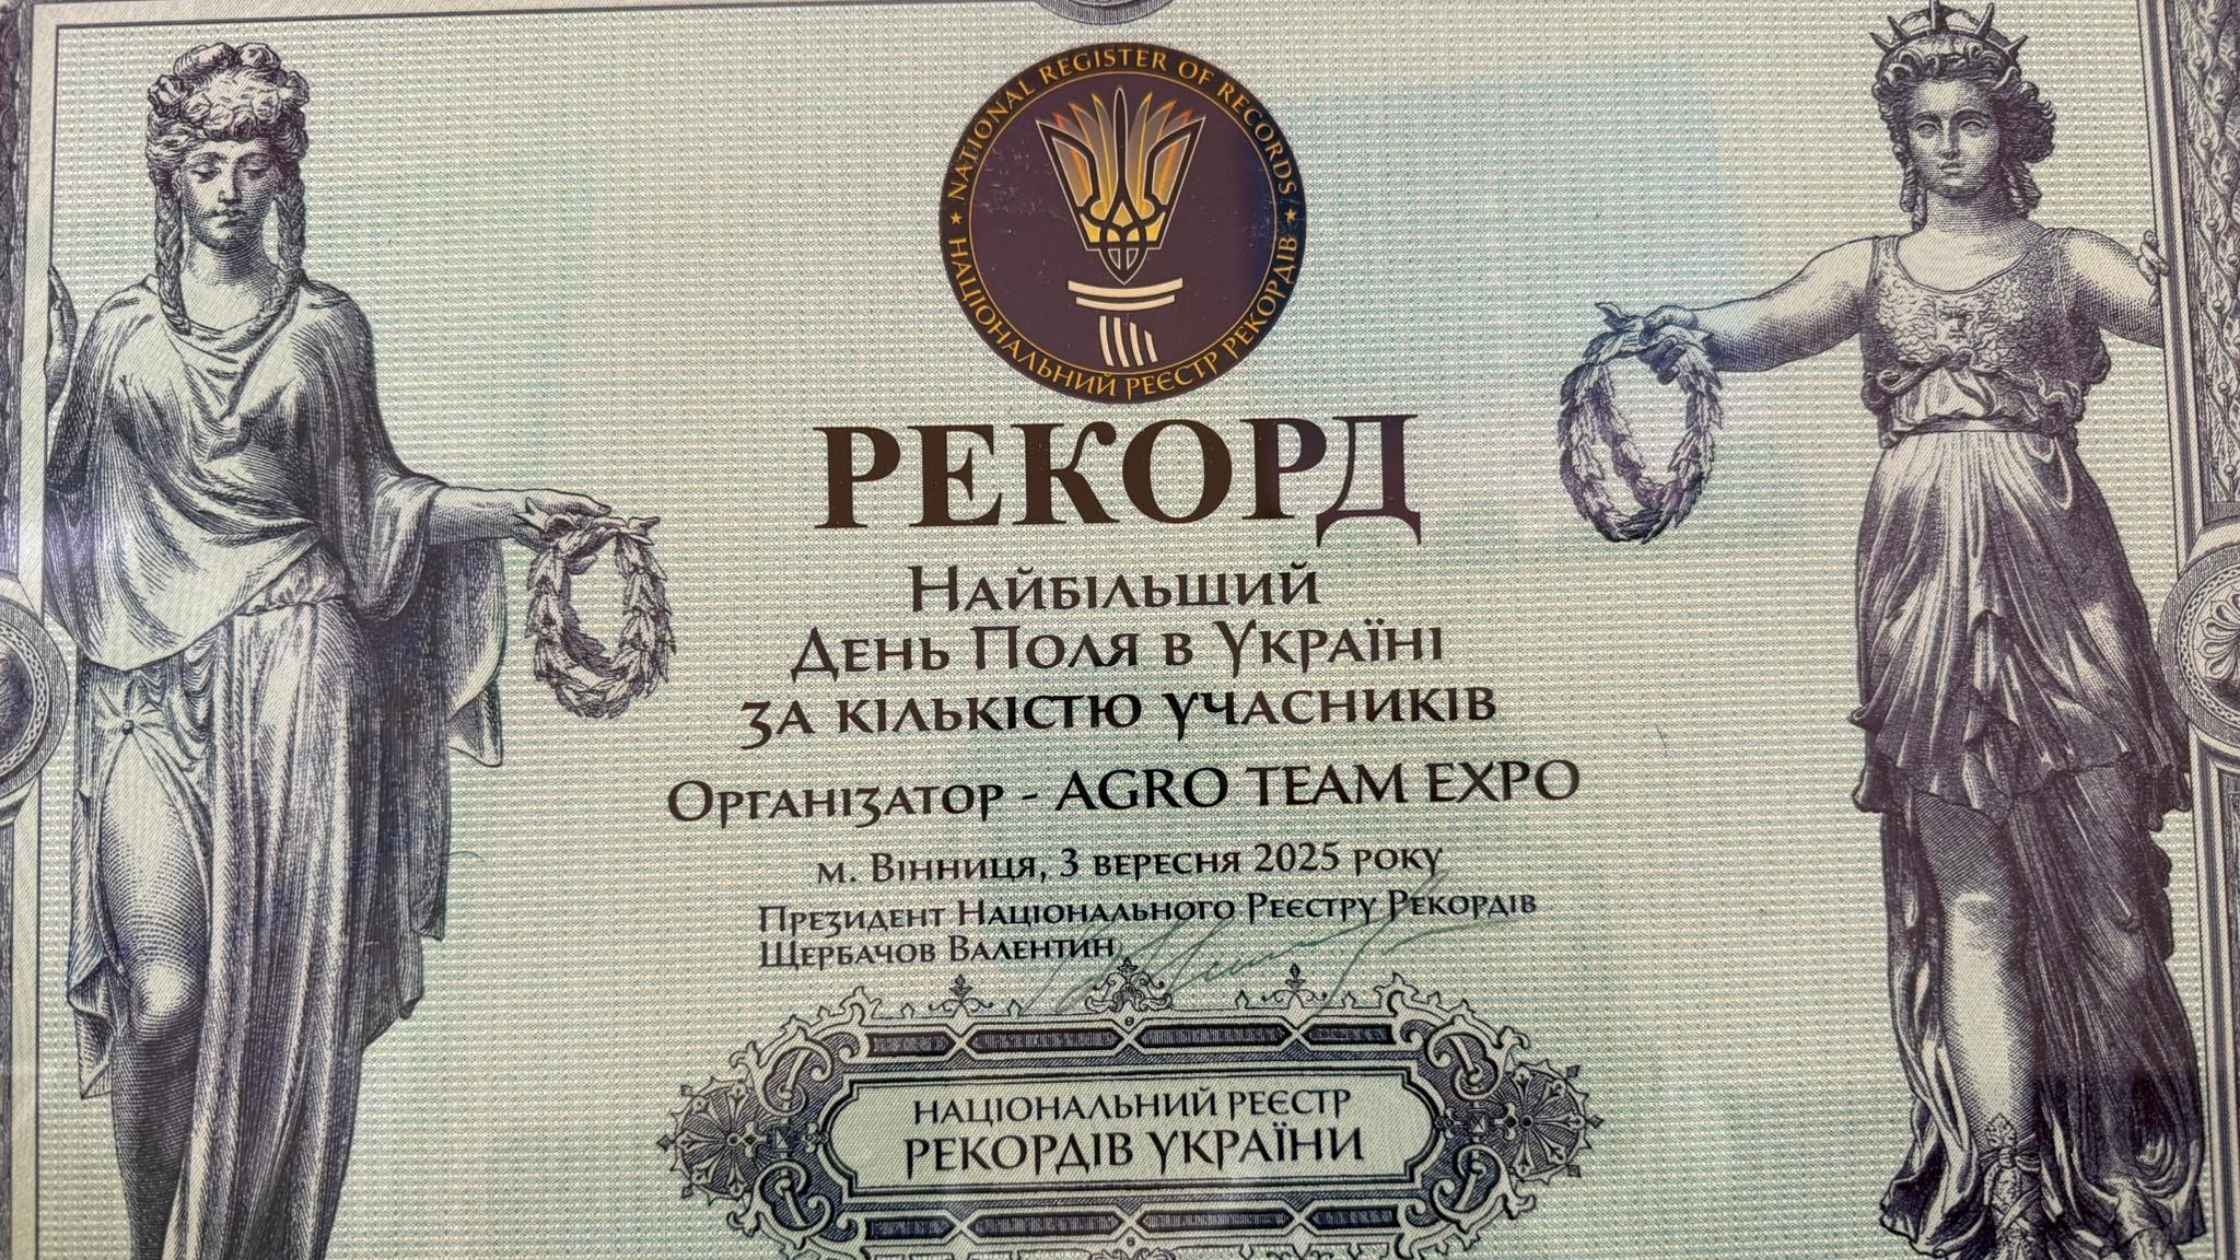 NATIONAL REGISTER OF RECORDS/
НАЦІОНАЛЬНИЙ РЕЄСТР РЕКОРДІВ
РЕКОРД
Найбільший
День Поля в Україні
за кількістю учасників
Організатор - AGRO TEAM EXPO
м. Вінниця, 3 вересня 2025 року
Президент Національного Реєстру Рекордів
Щербачов Валентин
НАЦІОНАЛЬНИЙ РЕЄСТР
РЕКОРДІВ УКРАЇНИ